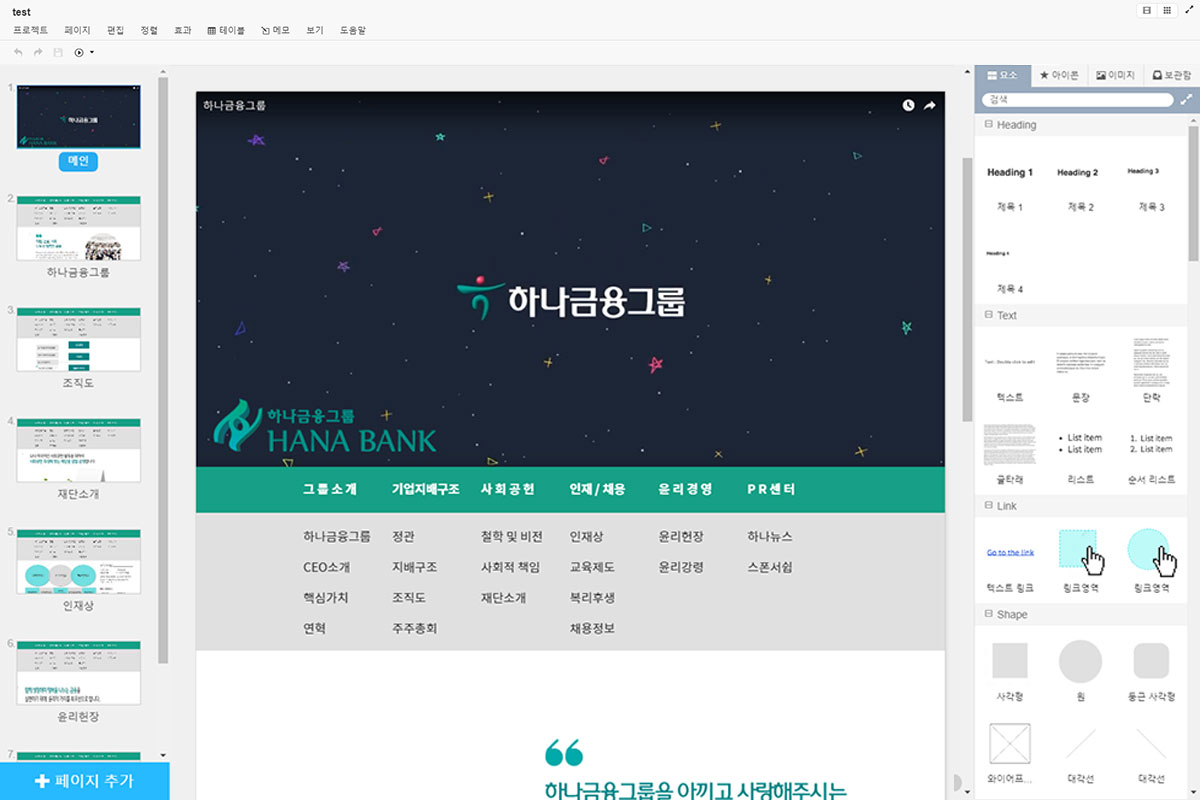 test
프로젝트 페이지 편집 정렬 효과 테이블 메모 보기 도움말
1.
메인
2.
하나금융그룹
3.
조직도
4.
재단소개
5.
인재상
6.
윤리헌장
7.
페이지 추가
하나금융그룹
하나금융그룹
하나금융그룹
HANA BANK
그룹소개 기업지배구조 사회공헌 인재/채용 윤리경영 PR센터
하나금융그룹 정관 철학 및 비전 인재상 윤리헌장 하나뉴스
CEO소개 지배구조 사회적 책임 교육제도 윤리강령 스폰서쉽
핵심가치 조직도 재단소개 복리후생
연혁 주주총회 채용정보
하나금융그룹을 아끼고 사랑해주시는
요소 아이콘 이미지 보관함
검색
Heading
Heading 1 Heading 2 Heading 3
제목 1 제목 2 제목 3
Heading 4
제목 4
Text
Text - Double click to edit
텍스트 문장 단락
List item 1. List item
List item 2. List item
글타래 리스트 순서 리스트
Link
Go to the link
텍스트 링크 링크영역 링크영역
Shape
사각형 원 둥근 사각형
와이어프... 대각선 대각선